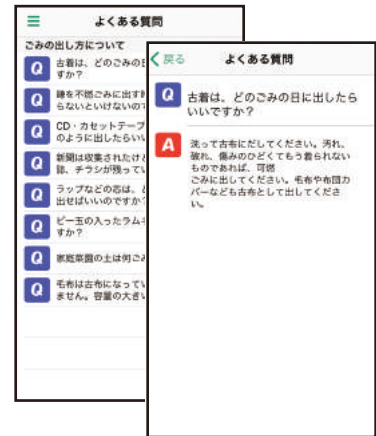 よくある質問
ごみの出し方について
Q 古着は、どのごみの日
すか?
Q 鎌を不燃ごみに出す
らないといけないの
Q CD・カセットテープ
のように出したらい
Q 新聞は収集されたけ
誌、チラシが残って
Q ラップなどの芯は、
出せばいいのですか
Q ビー玉の入ったラム
すか?
Q 家庭菜園の土は何ご
Q 毛布は古布になって
ません。容量の大き
戻る よくある質問
Q 古着は、どのごみの日に出したら
いいですか?
A 洗って古布にだしてください。汚れ、
破れ、傷みのひどくてもう着られない
ものであれば、可燃
ごみに出してください。毛布や布団カ
バーなども古布として出してくださ
い。